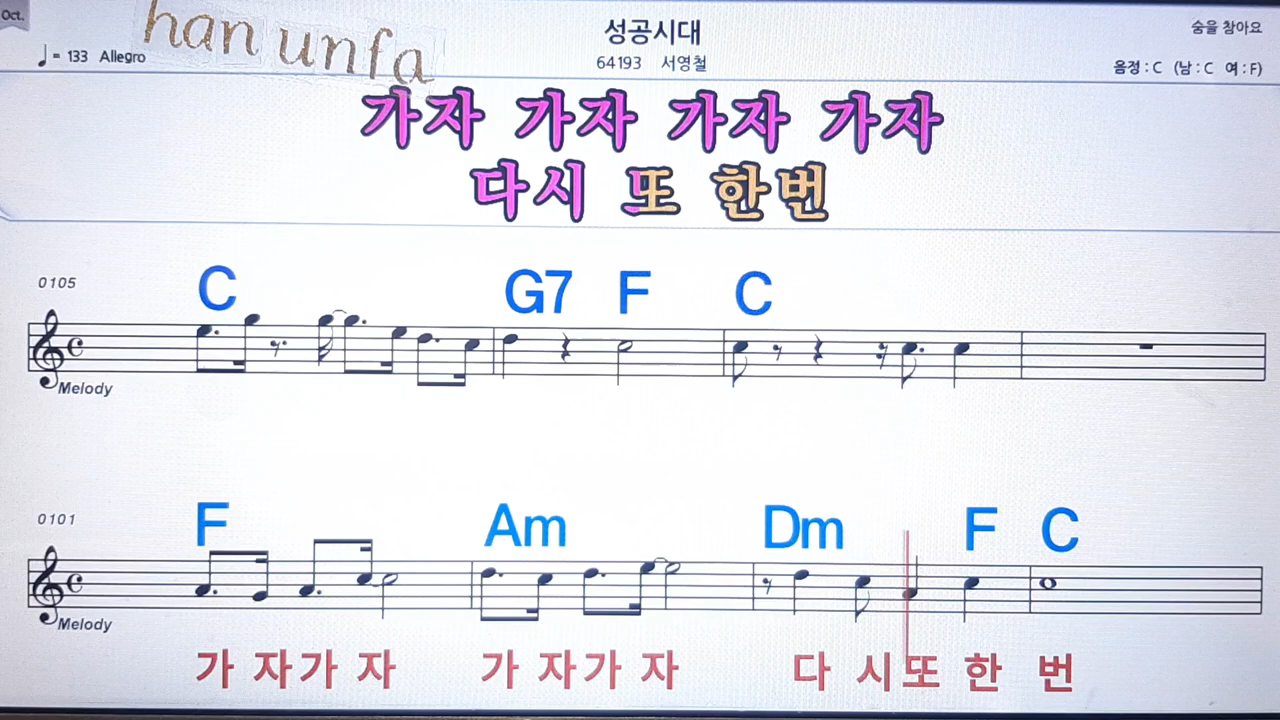 Oct.
han unfa
성공시대
숨을 참아요
♩= 133 Allegro
64193 서영철
음정 : C (남 : C 여 : F)
가자 가자 가자 가자
다시 또 한번
0105
C G7 F C
Melody
0101
F Am Dm F C
Melody
가 자가 자 가 자가 자 다 시또 한 번